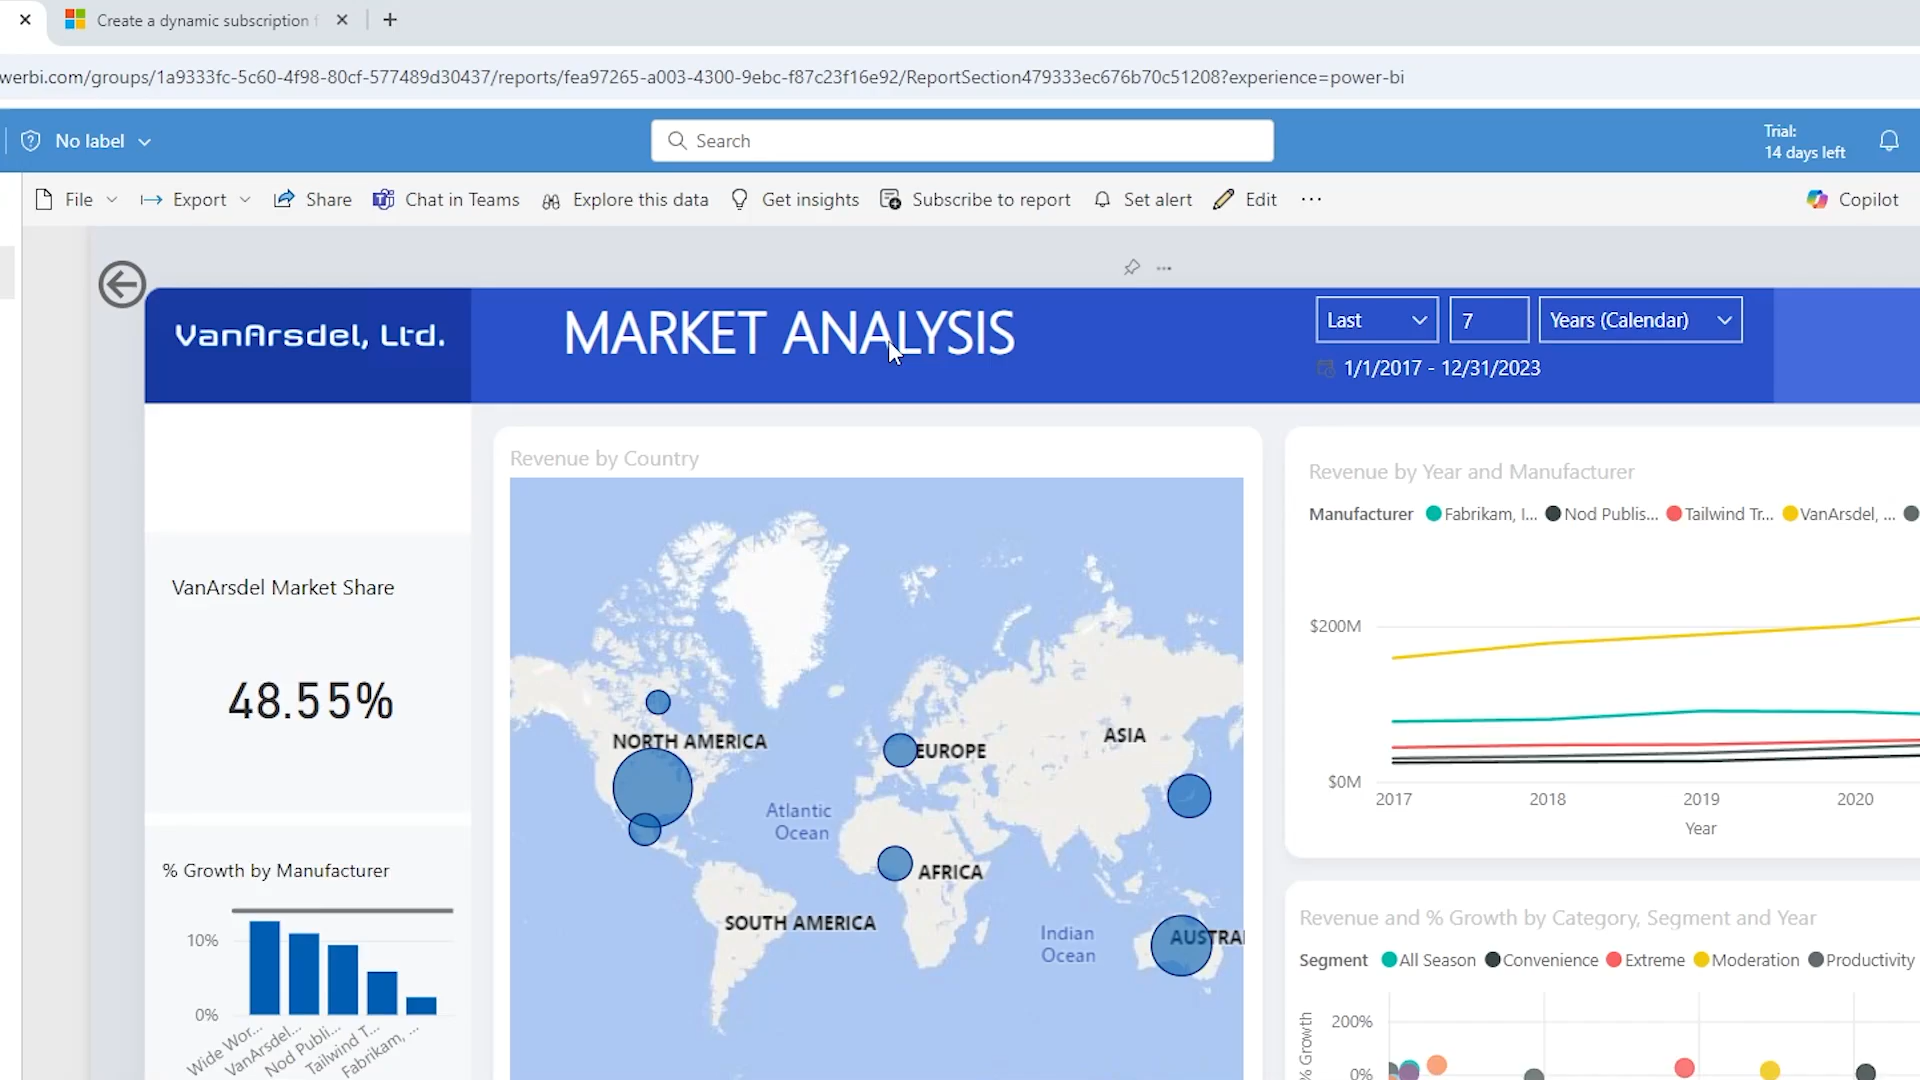 Create a dynamic subscription
werbi.com/groups/1a9333fc-5c60-4f98-80cf-577489d30437/reports/fea97265-a003-4300-9ebc-f87c23f16e92/ReportSection479333ec676b70c51208?experience=power-bi
No label
Search
Trial:
14 days left
File Export Share Chat in Teams Explore this data Get insights Subscribe to report Set alert Edit ... Copilot
VanArsdel, Ltd.
MARKET ANALYSIS
Last 7 Years (Calendar)
1/1/2017 - 12/31/2023
VanArsdel Market Share
48.55%
% Growth by Manufacturer
10%
0%
Wide Wor...
VanArsdel...
Nod Publi...
Tailwind T...
Fabrikam, ...
Revenue by Country
NORTH AMERICA
EUROPE
ASIA
Atlantic
Ocean
AFRICA
SOUTH AMERICA
Indian
Ocean
AUSTRA
Revenue by Year and Manufacturer
Manufacturer Fabrikam, I... Nod Publis... Tailwind Tr... VanArsdel, ...
$200M
$0M
2017 2018 2019 2020
Year
Revenue and % Growth by Category, Segment and Year
Segment All Season Convenience Extreme Moderation Productivity
% Growth
200%
0%